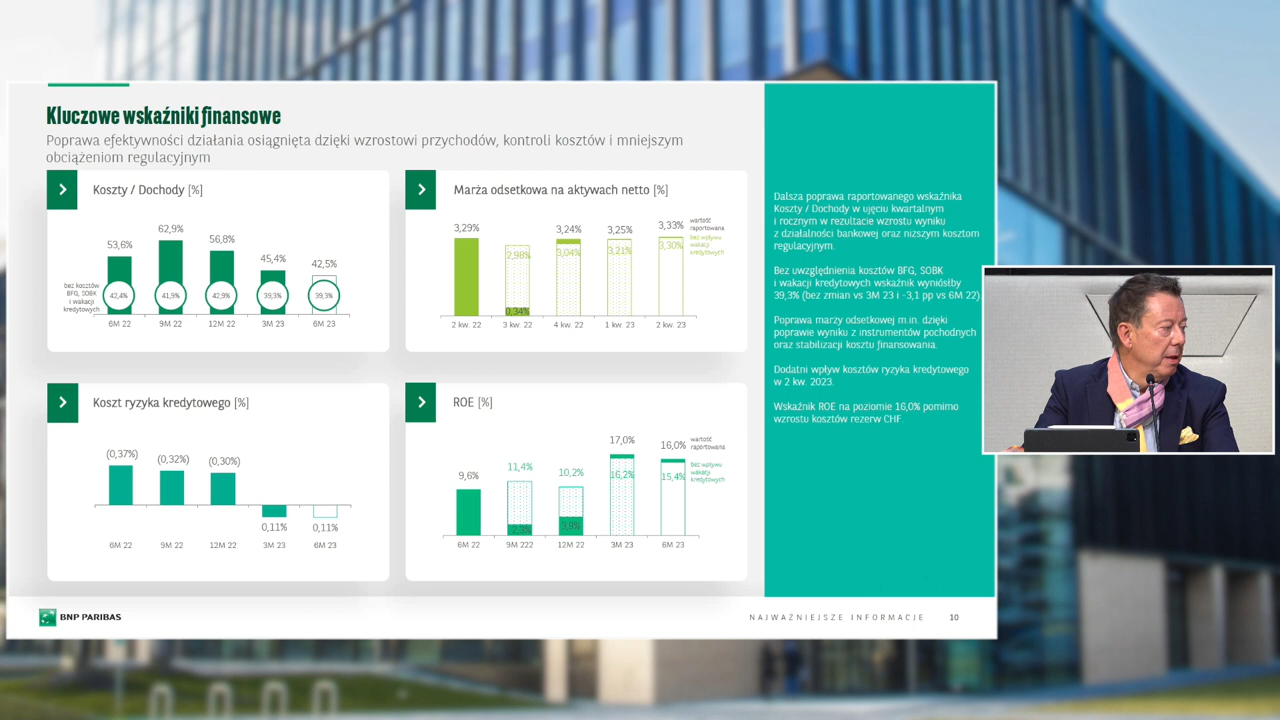 Kluczowe wskaźniki finansowe
Poprawa efektywności działania osiągnięta dzięki wzrostowi przychodów, kontroli kosztów i mniejszym
obciążeniom regulacyjnym
Koszty / Dochody [%]
53,6%
62,9%
56,8%
45,4%
42,5%
bez kosztów
BFG, SOBK
i wakacji
kredytowych
42,4%
41,9%
42,9%
39,3%
39,3%
6M 22
9M 22
12M 22
3M 23
6M 23
Marża odsetkowa na aktywach netto [%]
3,29%
3,24%
3,25%
3,33%
wartość
raportowana
2,98%
3,04%
3,21%
3,30%
bez wpływu
wakacji
kredytowych
0,34%
2 kw. 22
3 kw. 22
4 kw. 22
1 kw. 23
2 kw. 23
Koszt ryzyka kredytowego [%]
(0,37%)
(0,32%)
(0,30%)
0,11%
0,11%
6M 22
9M 22
12M 22
3M 23
6M 23
ROE [%]
9,6%
11,4%
10,2%
17,0%
16,0%
wartość
raportowana
16,2%
15,4%
bez wpływu
wakacji
kredytowych
2,3%
3,9%
6M 22
9M 222
12M 22
3M 23
6M 23
Dalsza poprawa raportowanego wskaźnika
Koszty / Dochody w ujęciu kwartalnym
i rocznym w rezultacie wzrostu wyniku
z działalności bankowej oraz niższym kosztom
regulacyjnym.
Bez uwzględnienia kosztów BFG, SOBK
i wakacji kredytowych wskaźnik wyniósłby
39,3% (bez zmian vs 3M 23 i -3,1 pp vs 6M 22).
Poprawa marży odsetkowej m.in. dzięki
poprawie wyniku z instrumentów pochodnych
oraz stabilizacji kosztu finansowania.
Dodatni wpływ kosztów ryzyka kredytowego
w 2 kw. 2023.
Wskaźnik ROE na poziomie 16,0% pomimo
wzrostu kosztów rezerw CHF.
BNP PARIBAS
NAJWAŻNIEJSZE INFORMACJE 10